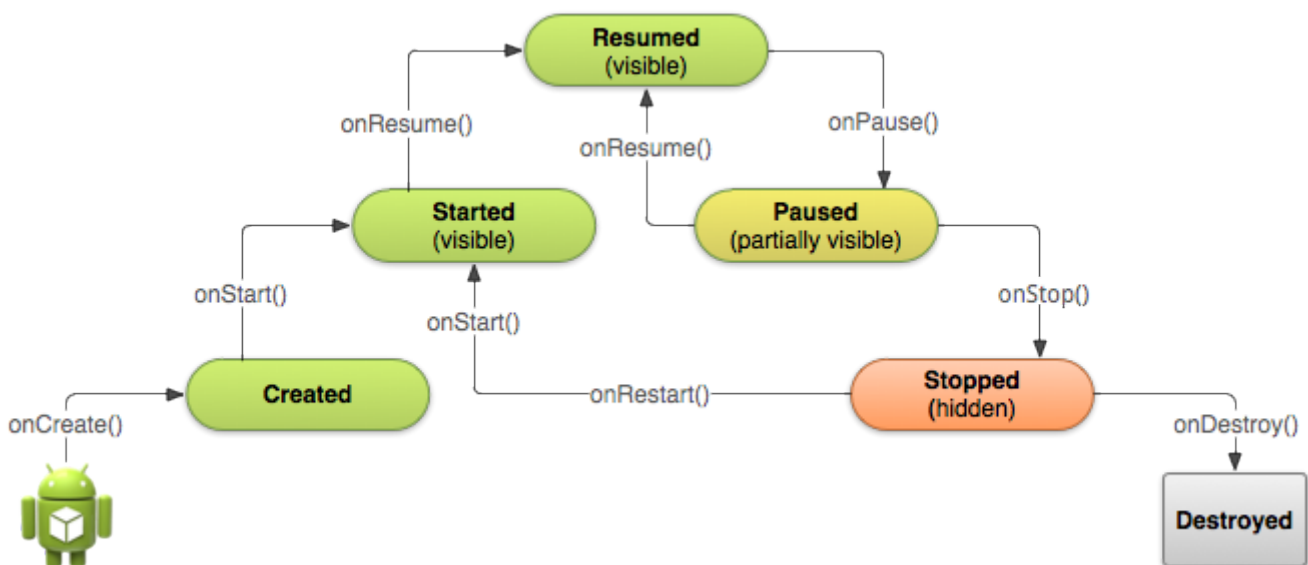 Resumed
(visible)
onResume()
onResume()
onPause()
Started
(visible)
Paused
(partially visible)
onStart()
onStart()
onStop()
Created
onRestart()
Stopped
(hidden)
onCreate()
onDestroy()
Destroyed